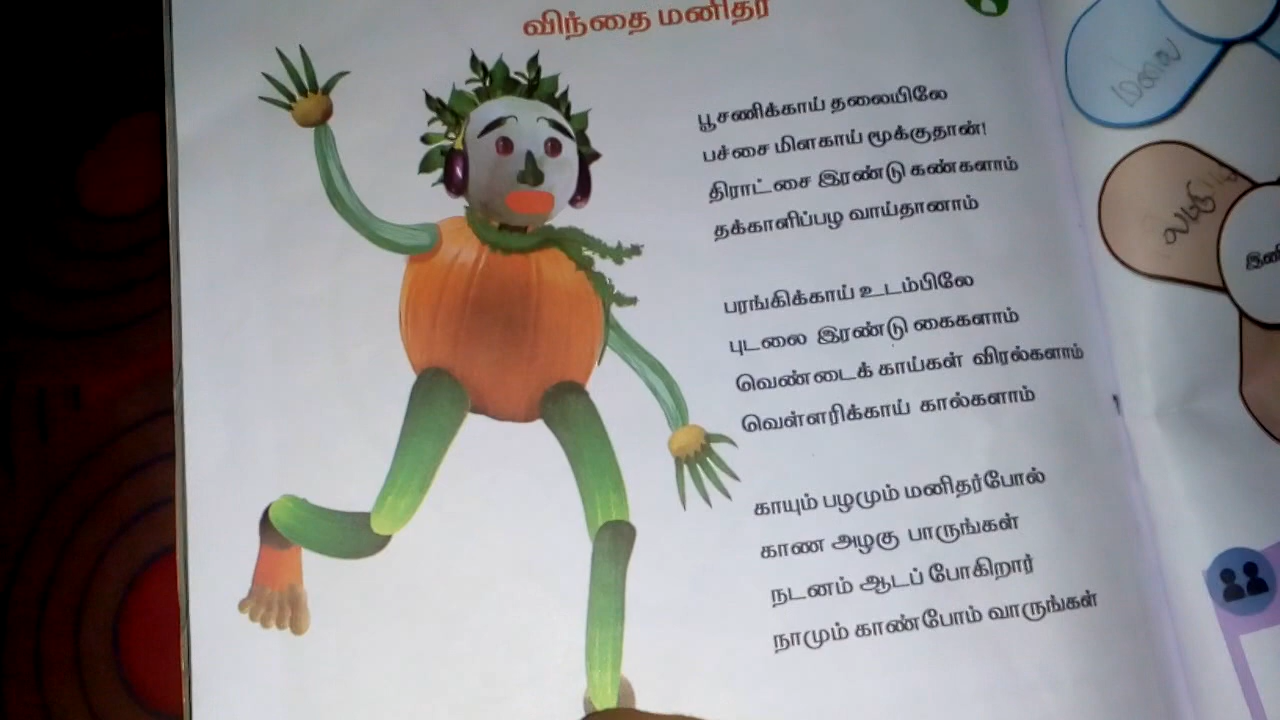 விந்தை மனிதர்
பூசணிக்காய் தலையிலே
பச்சை மிளகாய் மூக்குதான்!
திராட்சை இரண்டு கண்களாம்
தக்காளிப்பழ வாய்தானாம்
பரங்கிக்காய் உடம்பிலே
புடலை இரண்டு கைகளாம்
வெண்டைக் காய்கள் விரல்களாம்
வெள்ளரிக்காய் கால்களாம்
காயும் பழமும் மனிதர்போல்
காண அழகு பாருங்கள்
நடனம் ஆடப் போகிறார்
நாமும் காண்போம் வாருங்கள்